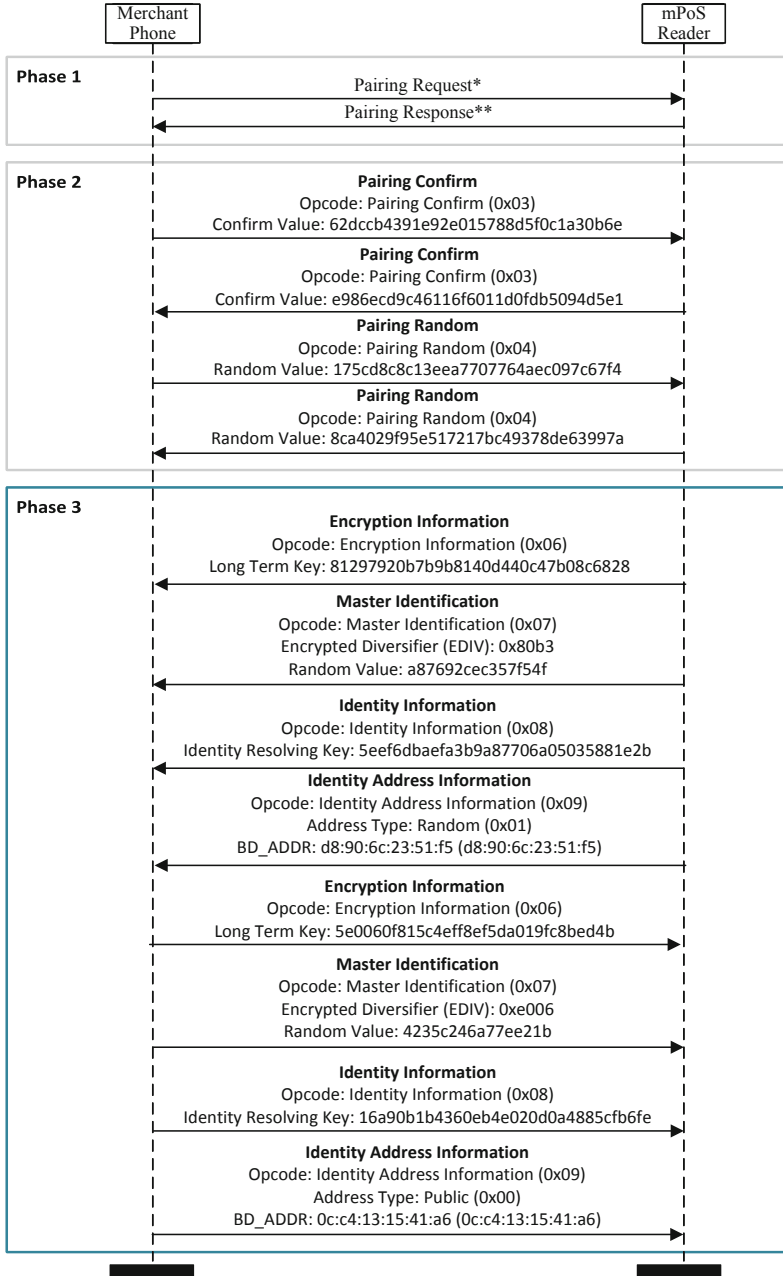 Merchant
Phone
mPoS
Reader
Phase 1
Pairing Request*
Pairing Response**
Phase 2
Pairing Confirm
Opcode: Pairing Confirm (0x03)
Confirm Value: 62dccb4391e92e015788d5f0c1a30b6e
Pairing Confirm
Opcode: Pairing Confirm (0x03)
Confirm Value: e986ecd9c46116f6011d0fdb5094d5e1
Pairing Random
Opcode: Pairing Random (0x04)
Random Value: 175cd8c8c13eea7707764aec097c67f4
Pairing Random
Opcode: Pairing Random (0x04)
Random Value: 8ca4029f95e517217bc49378de63997a
Phase 3
Encryption Information
Opcode: Encryption Information (0x06)
Long Term Key: 81297920b7b9b8140d440c47b08c6828
Master Identification
Opcode: Master Identification (0x07)
Encrypted Diversifier (EDIV): 0x80b3
Random Value: a87692cec357f54f
Identity Information
Opcode: Identity Information (0x08)
Identity Resolving Key: 5eef6dbaefa3b9a87706a05035881e2b
Identity Address Information
Opcode: Identity Address Information (0x09)
Address Type: Random (0x01)
BD_ADDR: d8:90:6c:23:51:f5 (d8:90:6c:23:51:f5)
Encryption Information
Opcode: Encryption Information (0x06)
Long Term Key: 5e0060f815c4eff8ef5da019fc8bed4b
Master Identification
Opcode: Master Identification (0x07)
Encrypted Diversifier (EDIV): 0xe006
Random Value: 4235c246a77ee21b
Identity Information
Opcode: Identity Information (0x08)
Identity Resolving Key: 16a90b1b4360eb4e020d0a4885cfb6fe
Identity Address Information
Opcode: Identity Address Information (0x09)
Address Type: Public (0x00)
BD_ADDR: 0c:c4:13:15:41:a6 (0c:c4:13:15:41:a6)